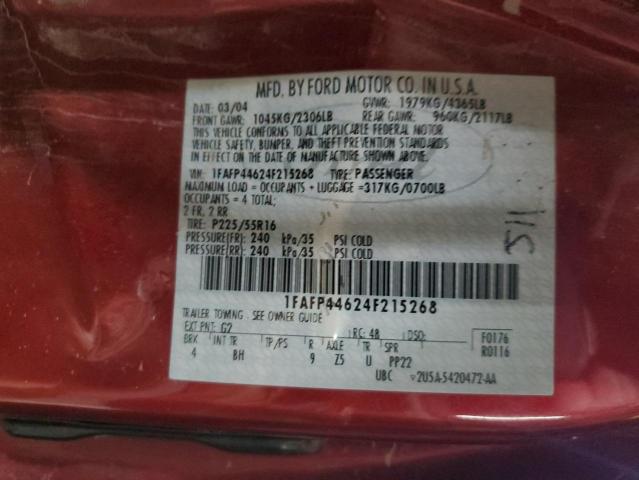 MFD. BY FORD MOTOR CO. IN U.S.A.
DATE: 03/04 GVWR: 1979KG/4365LB
FRONT GAWR: 1045KG/2306LB REAR GAWR: 960KG/2117LB
THIS VEHICLE CONFORMS TO ALL APPLICABLE FEDERAL MOTOR
VEHICLE SAFETY, BUMPER, AND THEFT PREVENTION STANDARDS
IN EFFECT ON THE DATE OF MANUFACTURE SHOWN ABOVE.
VIN: 1FAFP44624F215268 TYPE: PASSENGER
MAXIMUM LOAD = OCCUPANTS + LUGGAGE =317KG/0700LB
OCCUPANTS = 4 TOTAL;
2 FR, 2 RR
TIRE: P225/55R16
PRESSURE(FR): 240 kPa/35 PSI COLD
PRESSURE(RR): 240 kPa/35 PSI COLD
511
1FAFP44624F215268
TRAILER TOWING - SEE OWNER GUIDE
EXT PNT: G2 RC: 48 DSO: F0176
BRK INT TR TP/PS R AXLE TR SPR R0116
4 BH 9 Z5 U PP22
UBC 2U5A-5420472-AA